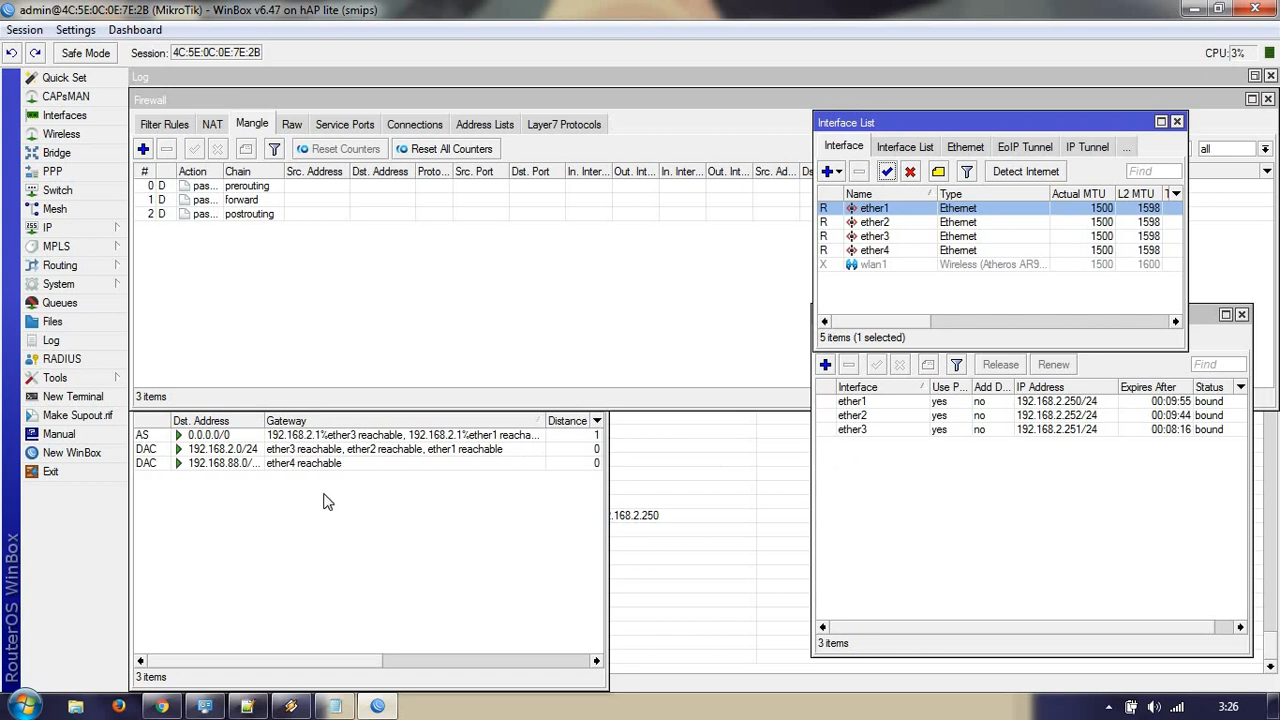 admin@4C:5E:0C:0E:7E:2B (MikroTik) - WinBox v6.47 on hAP lite (smips)
Session Settings Dashboard
Safe Mode Session: 4C:5E:0C:0E:7E:2B CPU: 3%
RouterOS WinBox
Quick Set
CAPsMAN
Interfaces
Wireless
Bridge
PPP
Switch
Mesh
IP
MPLS
Routing
System
Queues
Files
Log
RADIUS
Tools
New Terminal
Make Supout.rif
Manual
New WinBox
Exit
Log
Firewall
Filter Rules NAT Mangle Raw Service Ports Connections Address Lists Layer7 Protocols
Reset Counters Reset All Counters all
# Action Chain Src. Address Dst. Address Proto... Src. Port Dst. Port In. Inter... Out. Int... In. Interf... Out. Int... Src. Ad... Ds
0 D pas... prerouting
1 D pas... forward
2 D pas... postrouting
3 items
Dst. Address Gateway Distance
AS 0.0.0.0/0 192.168.2.1%ether3 reachable, 192.168.2.1%ether1 reacha... 1
DAC 192.168.2.0/24 ether3 reachable, ether2 reachable, ether1 reachable 0
DAC 192.168.88.0/... ether4 reachable 0
3 items
.168.2.250
Interface List
Interface Interface List Ethernet EoIP Tunnel IP Tunnel ...
Detect Internet Find
Name Type Actual MTU L2 MTU T
R ether1 Ethernet 1500 1598
R ether2 Ethernet 1500 1598
R ether3 Ethernet 1500 1598
R ether4 Ethernet 1500 1598
X wlan1 Wireless (Atheros AR9... 1500 1600
5 items (1 selected)
Release Renew Find
Interface Use P... Add D... IP Address Expires After Status
ether1 yes no 192.168.2.250/24 00:09:55 bound
ether2 yes no 192.168.2.252/24 00:09:44 bound
ether3 yes no 192.168.2.251/24 00:08:16 bound
3 items
3:26